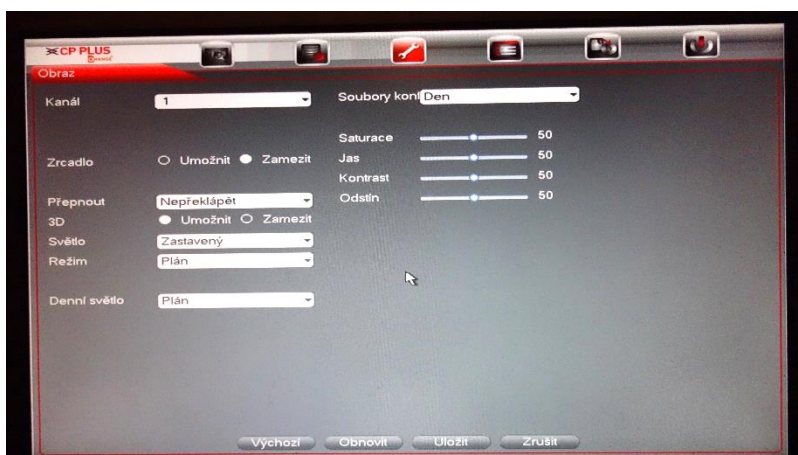 CP PLUS
ORANGE
Obraz
Kanál 1 Soubory konf Den
Saturace 50
Zrcadlo Umožnit Zamezit Jas 50
Kontrast 50
Přepnout Nepřeklápět Odstín 50
3D Umožnit Zamezit
Světlo Zastavený
Režim Plán
Denní světlo Plán
Výchozí Obnovit Uložit Zrušit